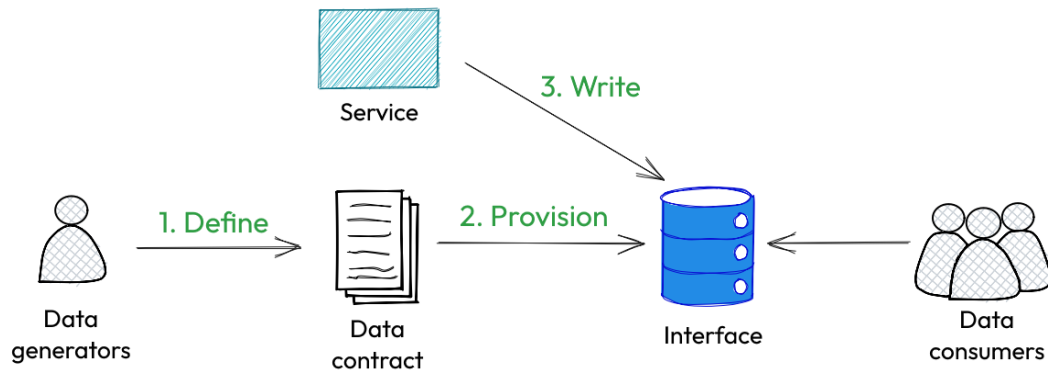 Service
3. Write
1. Define
2. Provision
Data
generators
Data
contract
Interface
Data
consumers